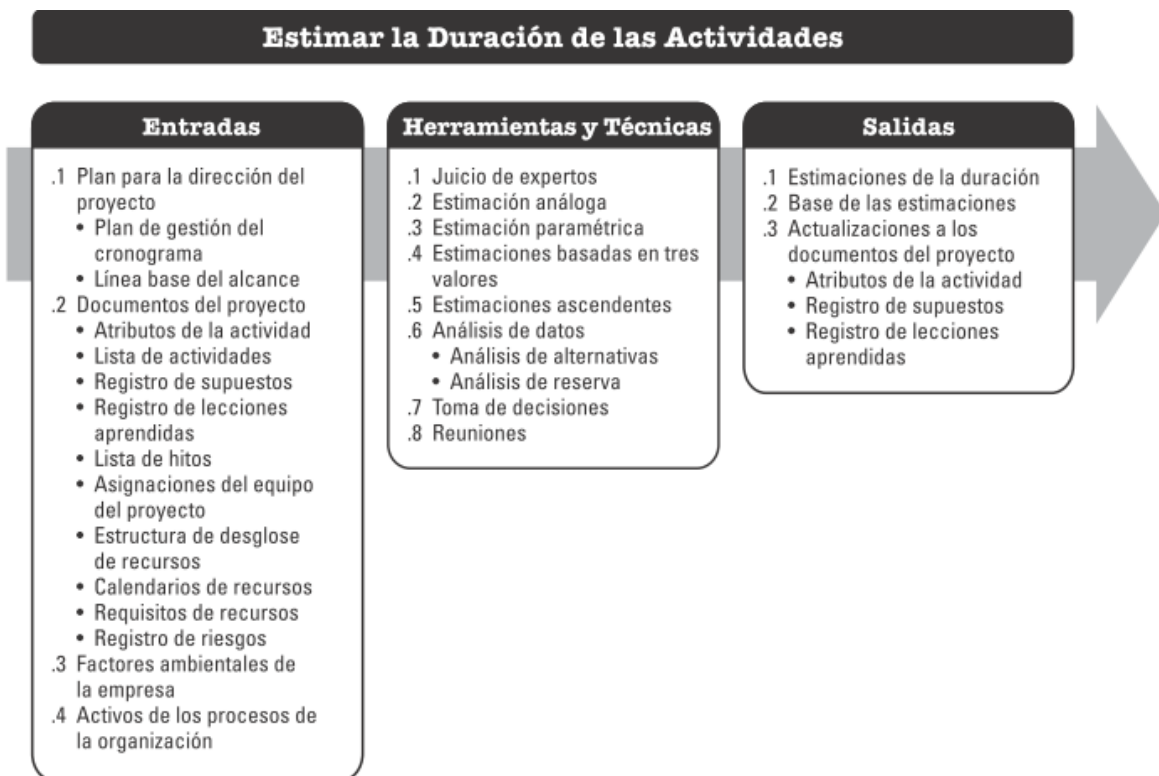 Estimar la Duración de las Actividades
Entradas
.1 Plan para la dirección del
proyecto
• Plan de gestión del
cronograma
• Línea base del alcance
.2 Documentos del proyecto
• Atributos de la actividad
• Lista de actividades
• Registro de supuestos
• Registro de lecciones
aprendidas
• Lista de hitos
• Asignaciones del equipo
del proyecto
• Estructura de desglose
de recursos
• Calendarios de recursos
• Requisitos de recursos
• Registro de riesgos
.3 Factores ambientales de
la empresa
.4 Activos de los procesos de
la organización
Herramientas y Técnicas
.1 Juicio de expertos
.2 Estimación análoga
.3 Estimación paramétrica
.4 Estimaciones basadas en tres
valores
.5 Estimaciones ascendentes
.6 Análisis de datos
• Análisis de alternativas
• Análisis de reserva
.7 Toma de decisiones
.8 Reuniones
Salidas
.1 Estimaciones de la duración
.2 Base de las estimaciones
.3 Actualizaciones a los
documentos del proyecto
• Atributos de la actividad
• Registro de supuestos
• Registro de lecciones
aprendidas